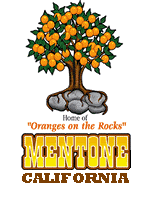 Home of
"Oranges on the Rocks"
MENTONE
CALIFORNIA